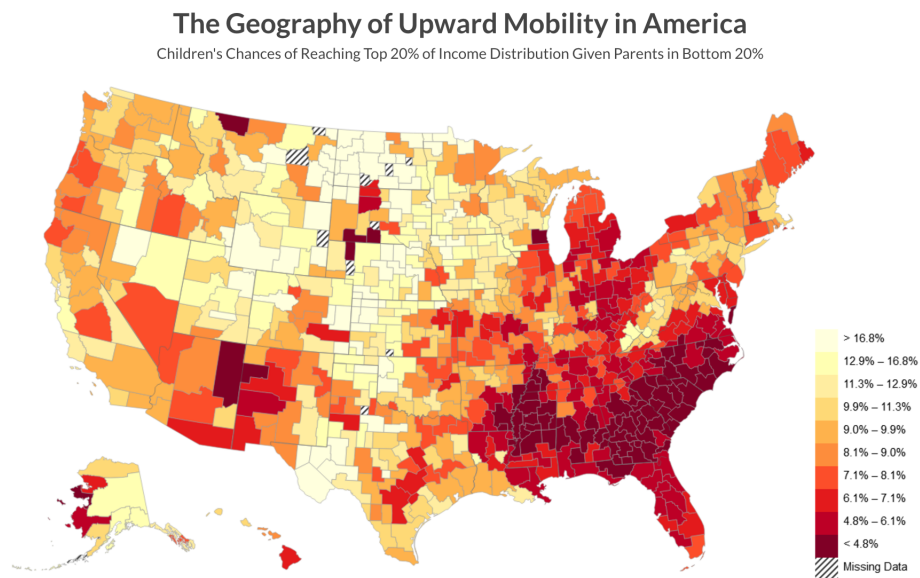 The Geography of Upward Mobility in America
Children's Chances of Reaching Top 20% of Income Distribution Given Parents in Bottom 20%
> 16.8%
12.9% – 16.8%
11.3% – 12.9%
9.9% – 11.3%
9.0% – 9.9%
8.1% – 9.0%
7.1% – 8.1%
6.1% – 7.1%
4.8% – 6.1%
< 4.8%
Missing Data